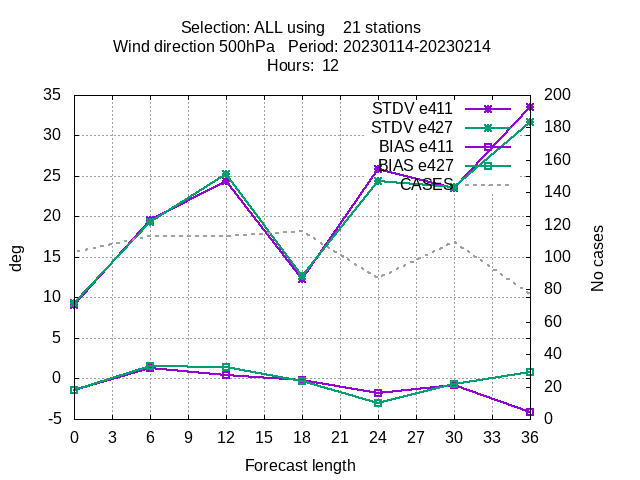 Selection: ALL using 21 stations
Wind direction 500hPa Period: 20230114-20230214
Hours: 12
35
30
25
20
15
10
5
0
-5
deg
STDV e411
STDV e427
BIAS e411
BIAS e427
CASES
200
180
160
140
120
100
80
60
40
20
0
No cases
0 3 6 9 12 15 18 21 24 27 30 33 36
Forecast length